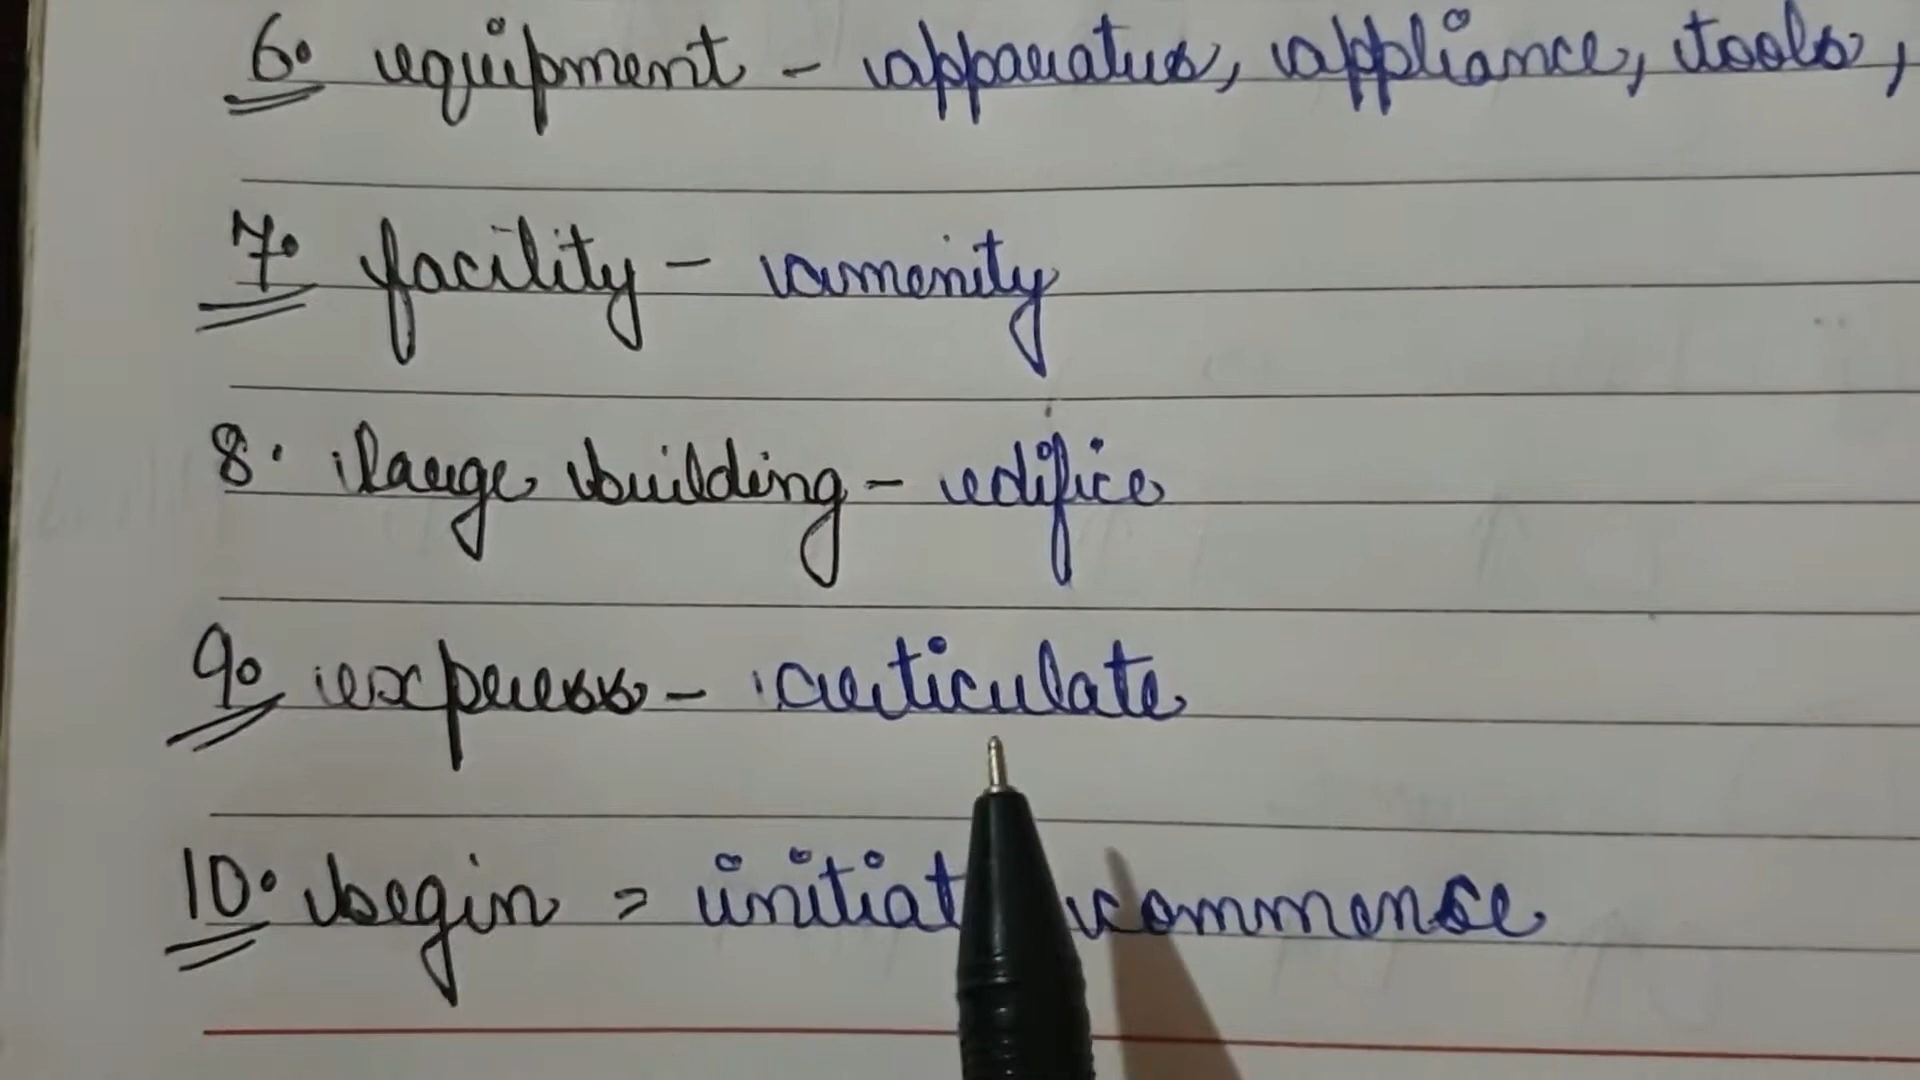 6. equipment - apparatus, appliance, tools,
7. facility - amenity
8. large building - edifice
9. express - articulate
10. begin = initiat commence